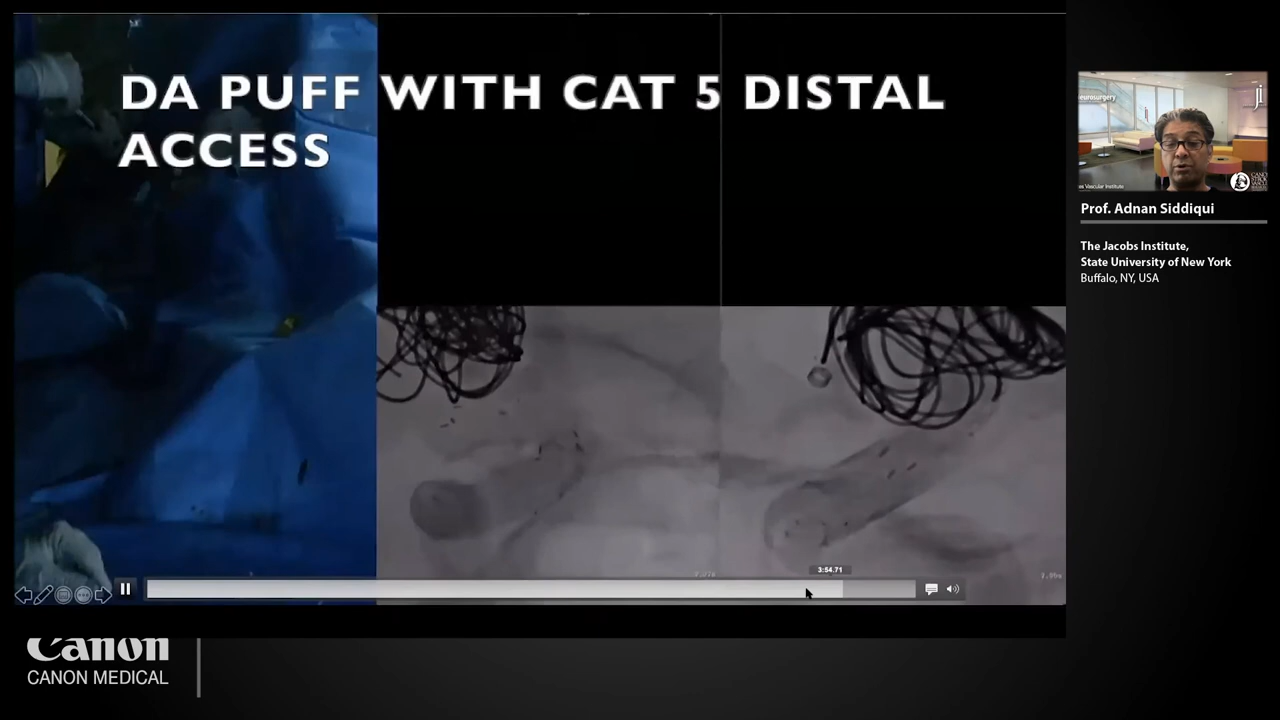 DA PUFF WITH CAT 5 DISTAL
ACCESS
Prof. Adnan Siddiqui
The Jacobs Institute,
State University of New York
Buffalo, NY, USA
3:54.71
Canon
CANON MEDICAL